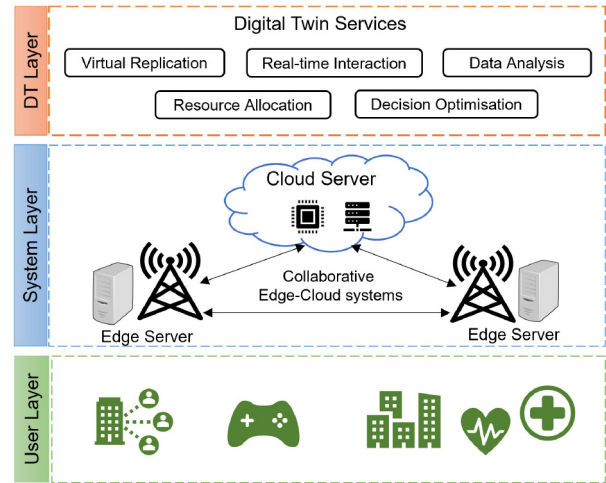 DT Layer
Digital Twin Services
Virtual Replication
Real-time Interaction
Data Analysis
Resource Allocation
Decision Optimisation
System Layer
Cloud Server
Collaborative
Edge-Cloud systems
Edge Server
Edge Server
User Layer